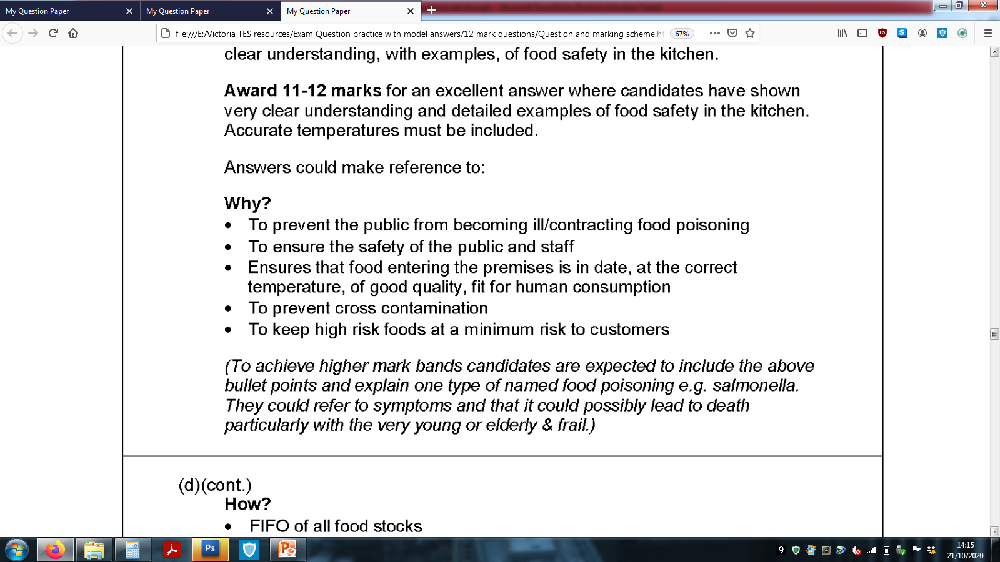 My Question Paper
My Question Paper
My Question Paper
file:///E:/Victoria TES resources/Exam Question practice with model answers/12 mark questions/Question and marking scheme.ht
67%
clear understanding, with examples, of food safety in the kitchen.
Award 11-12 marks for an excellent answer where candidates have shown
very clear understanding and detailed examples of food safety in the kitchen.
Accurate temperatures must be included.
Answers could make reference to:
Why?
• To prevent the public from becoming ill/contracting food poisoning
• To ensure the safety of the public and staff
• Ensures that food entering the premises is in date, at the correct
temperature, of good quality, fit for human consumption
• To prevent cross contamination
• To keep high risk foods at a minimum risk to customers
(To achieve higher mark bands candidates are expected to include the above
bullet points and explain one type of named food poisoning e.g. salmonella.
They could refer to symptoms and that it could possibly lead to death
particularly with the very young or elderly & frail.)
(d)(cont.)
How?
• FIFO of all food stocks
Ps
9
14:15
21/10/2020